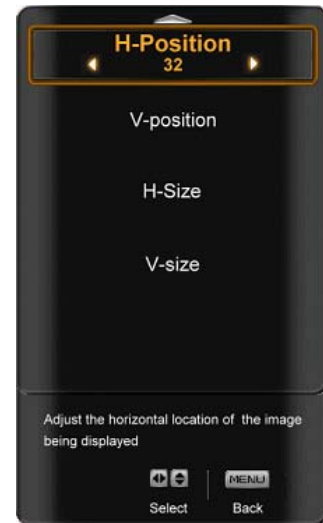 H-Position
32
V-position
H-Size
V-size
Adjust the horizontal location of the image
being displayed
MENU
Select Back